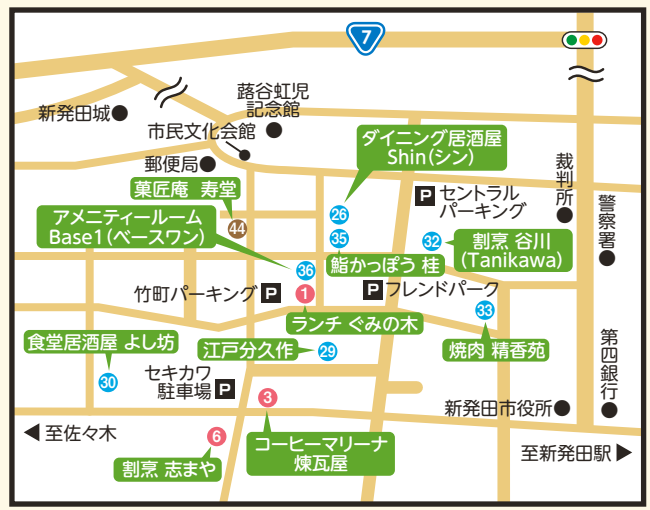 7
蕗谷虹児
記念館
新発田城
市民文化会館
ダイニング居酒屋
Shin(シン)
郵便局
菓匠庵 寿堂
P
セントラル
パーキング
裁判所
警察署
アメニティールーム
Base1(ベースワン)
44
26
35
32
割烹 谷川
(Tanikawa)
鮨かっぽう 桂
36
竹町パーキング P
1
P フレンドパーク
ランチ ぐみの木
33
食堂居酒屋 よし坊
江戸分久作
29
焼肉 精香苑
第四銀行
30
セキカワ
駐車場
P
3
新発田市役所
至佐々木
6
コーヒーマリーナ
煉瓦屋
割烹 志まや
至新発田駅